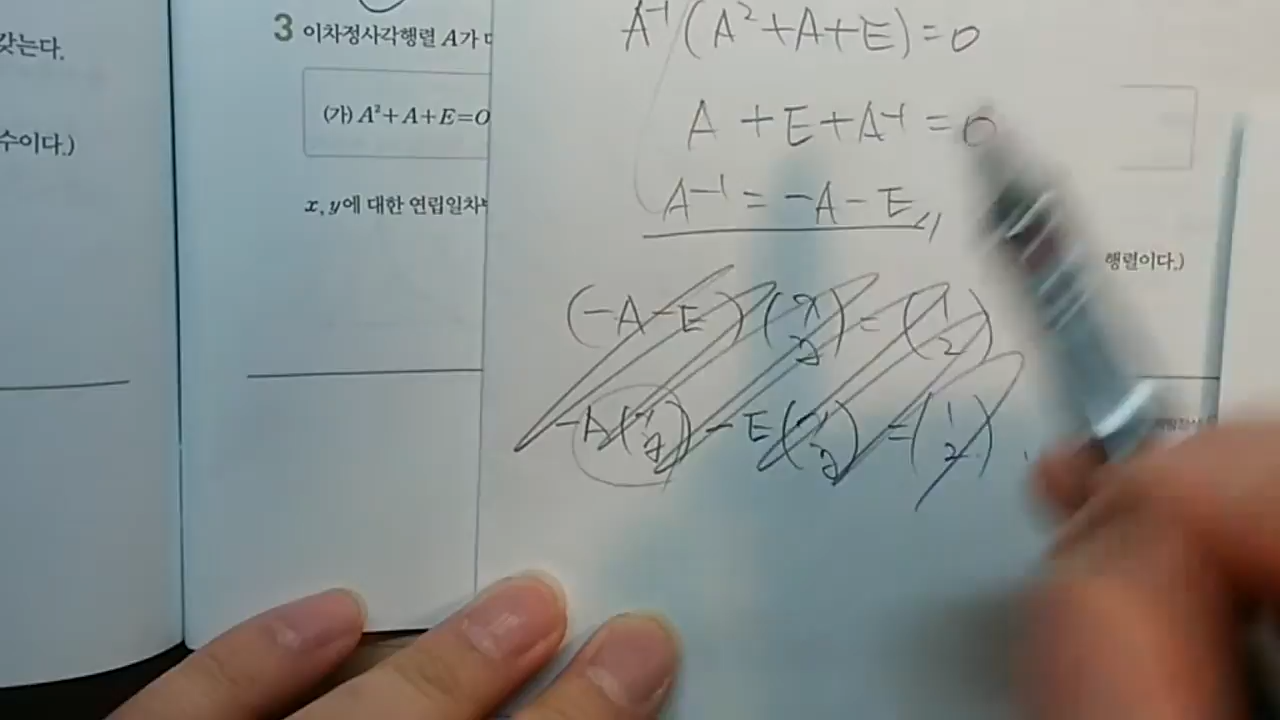 갖는다.
수이다.)
3 이차정사각행렬 A가
(가) A²+A+E=O
x, y에 대한 연립일차
행렬이다.)
A⁻¹(A²+A+E)=0
A+E+A⁻¹=0
A⁻¹=-A-E
(-A-E)(x y)=(1 2)
-A(x y)-E(x y)=(1 2)